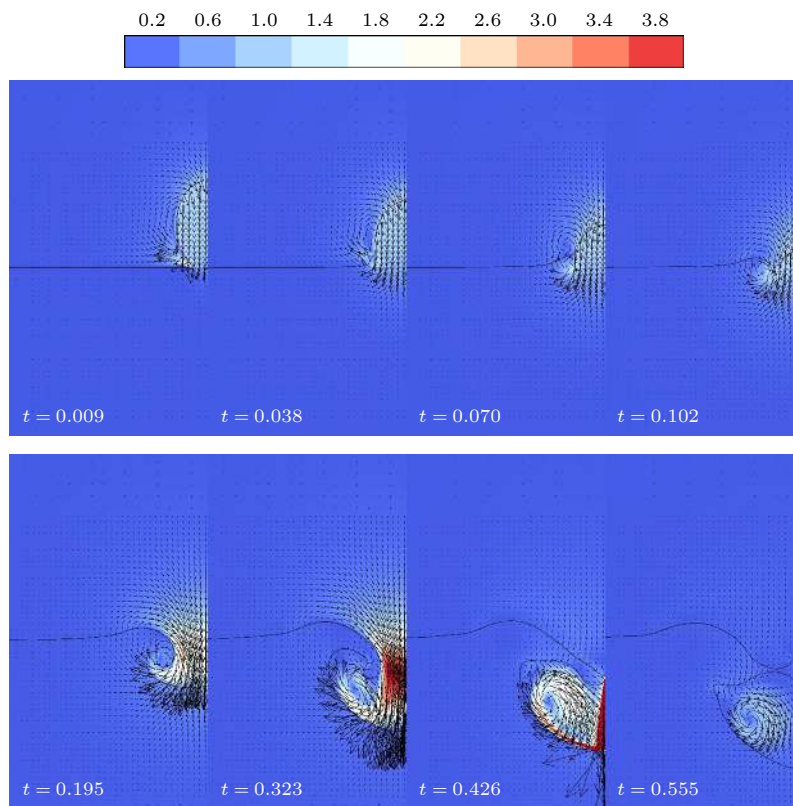 0.2 0.6 1.0 1.4 1.8 2.2 2.6 3.0 3.4 3.8
t = 0.009 t = 0.038 t = 0.070 t = 0.102
t = 0.195 t = 0.323 t = 0.426 t = 0.555